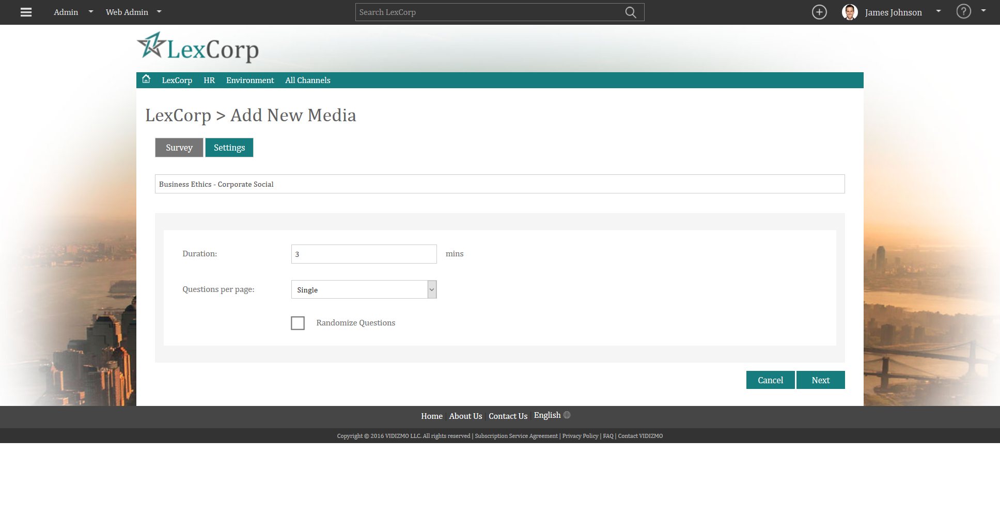 Admin Web Admin Search LexCorp James Johnson ?
LexCorp
LexCorp HR Environment All Channels
LexCorp > Add New Media
Survey Settings
Business Ethics - Corporate Social
Duration: 3 mins
Questions per page: Single
Randomize Questions
Cancel Next
Home | About Us | Contact Us | English
Copyright © 2016 VIDIZMO LLC. All rights reserved | Subscription Service Agreement | Privacy Policy | FAQ | Contact VIDIZMO